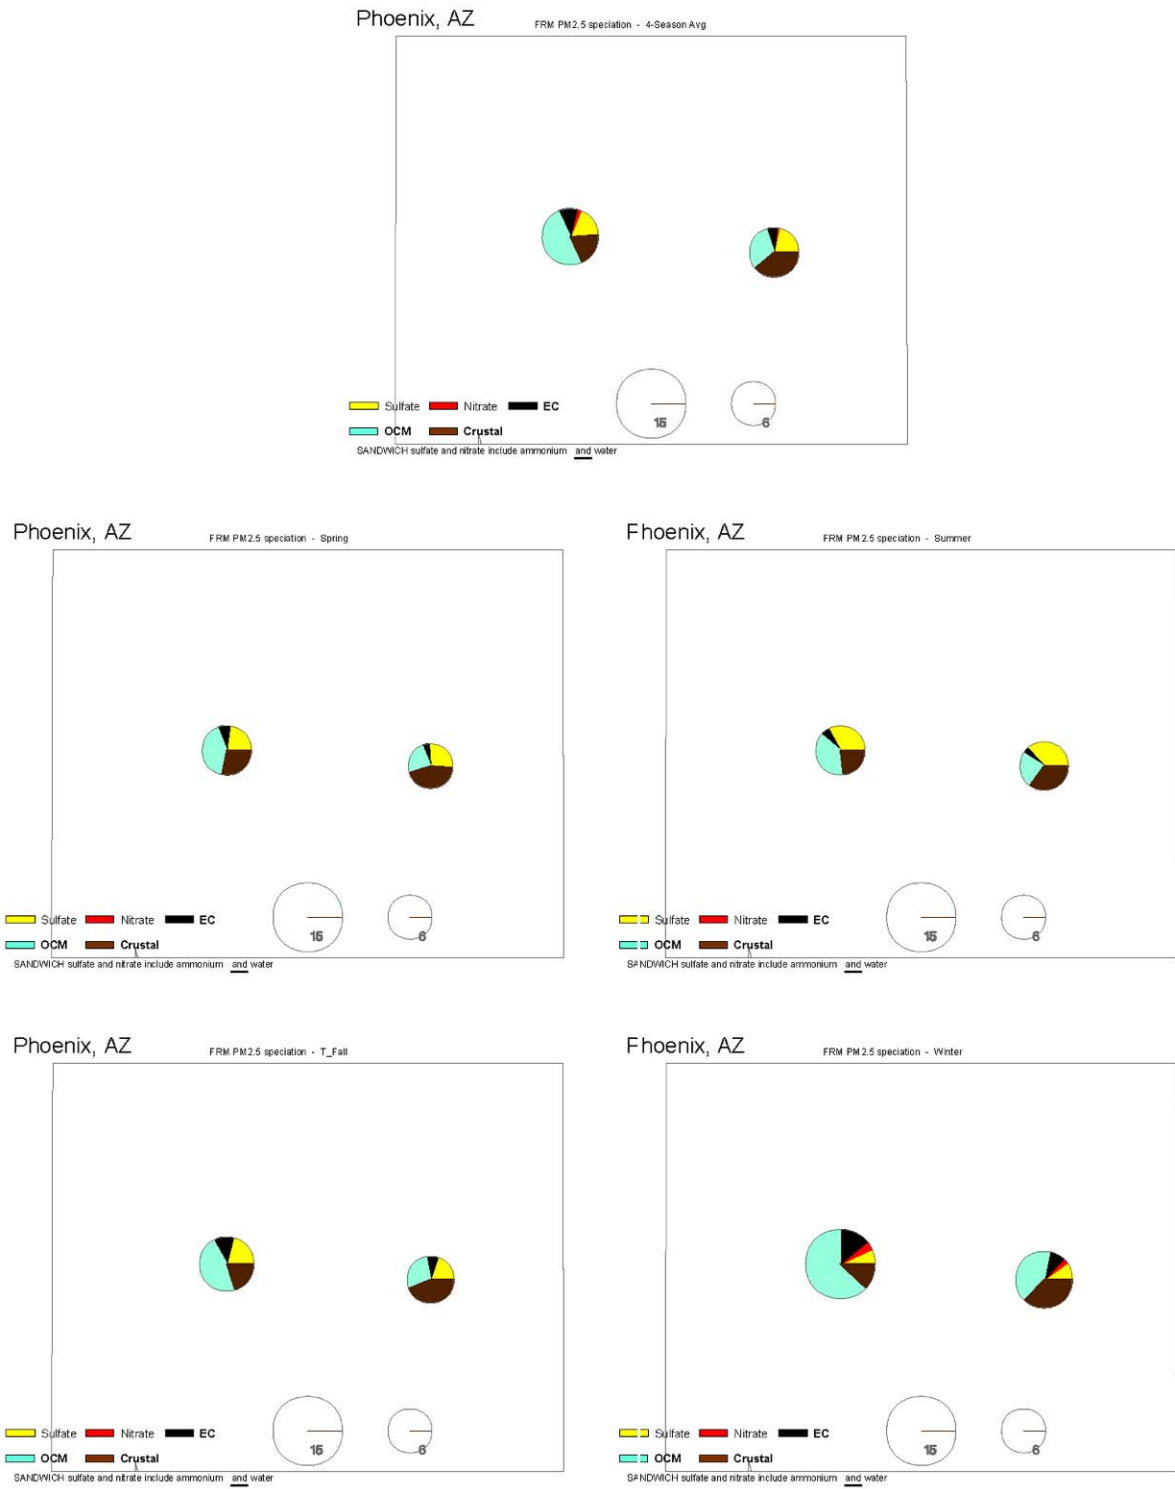 Phoenix, AZ
FRM PM2.5 speciation - 4-Season Avg
15
6
Sulfate Nitrate EC
OCM Crustal
SANDWICH sulfate and nitrate include ammonium and water
Phoenix, AZ
FRM PM2.5 speciation - Spring
15
6
Sulfate Nitrate EC
OCM Crustal
SANDWICH sulfate and nitrate include ammonium and water
Fhoenix, AZ
FRM PM2.5 speciation - Summer
15
6
Sulfate Nitrate EC
OCM Crustal
SANDWICH sulfate and nitrate include ammonium and water
Phoenix, AZ
FRM PM2.5 speciation - T_Fall
15
6
Sulfate Nitrate EC
OCM Crustal
SANDWICH sulfate and nitrate include ammonium and water
Fhoenix, AZ
FRM PM2.5 speciation - Winter
15
6
Sulfate Nitrate EC
OCM Crustal
SANDWICH sulfate and nitrate include ammonium and water